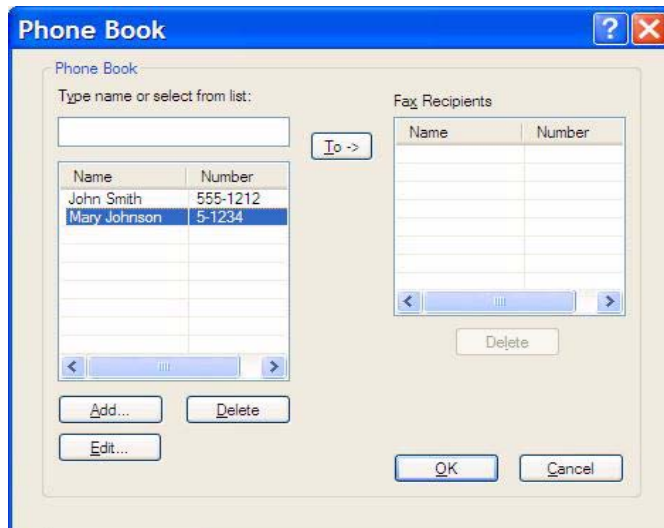 Phone Book
Phone Book
Type name or select from list:
To ->
Name Number
John Smith 555-1212
Mary Johnson 5-1234
Add...
Delete
Edit...
Fax Recipients
Name Number
Delete
OK
Cancel